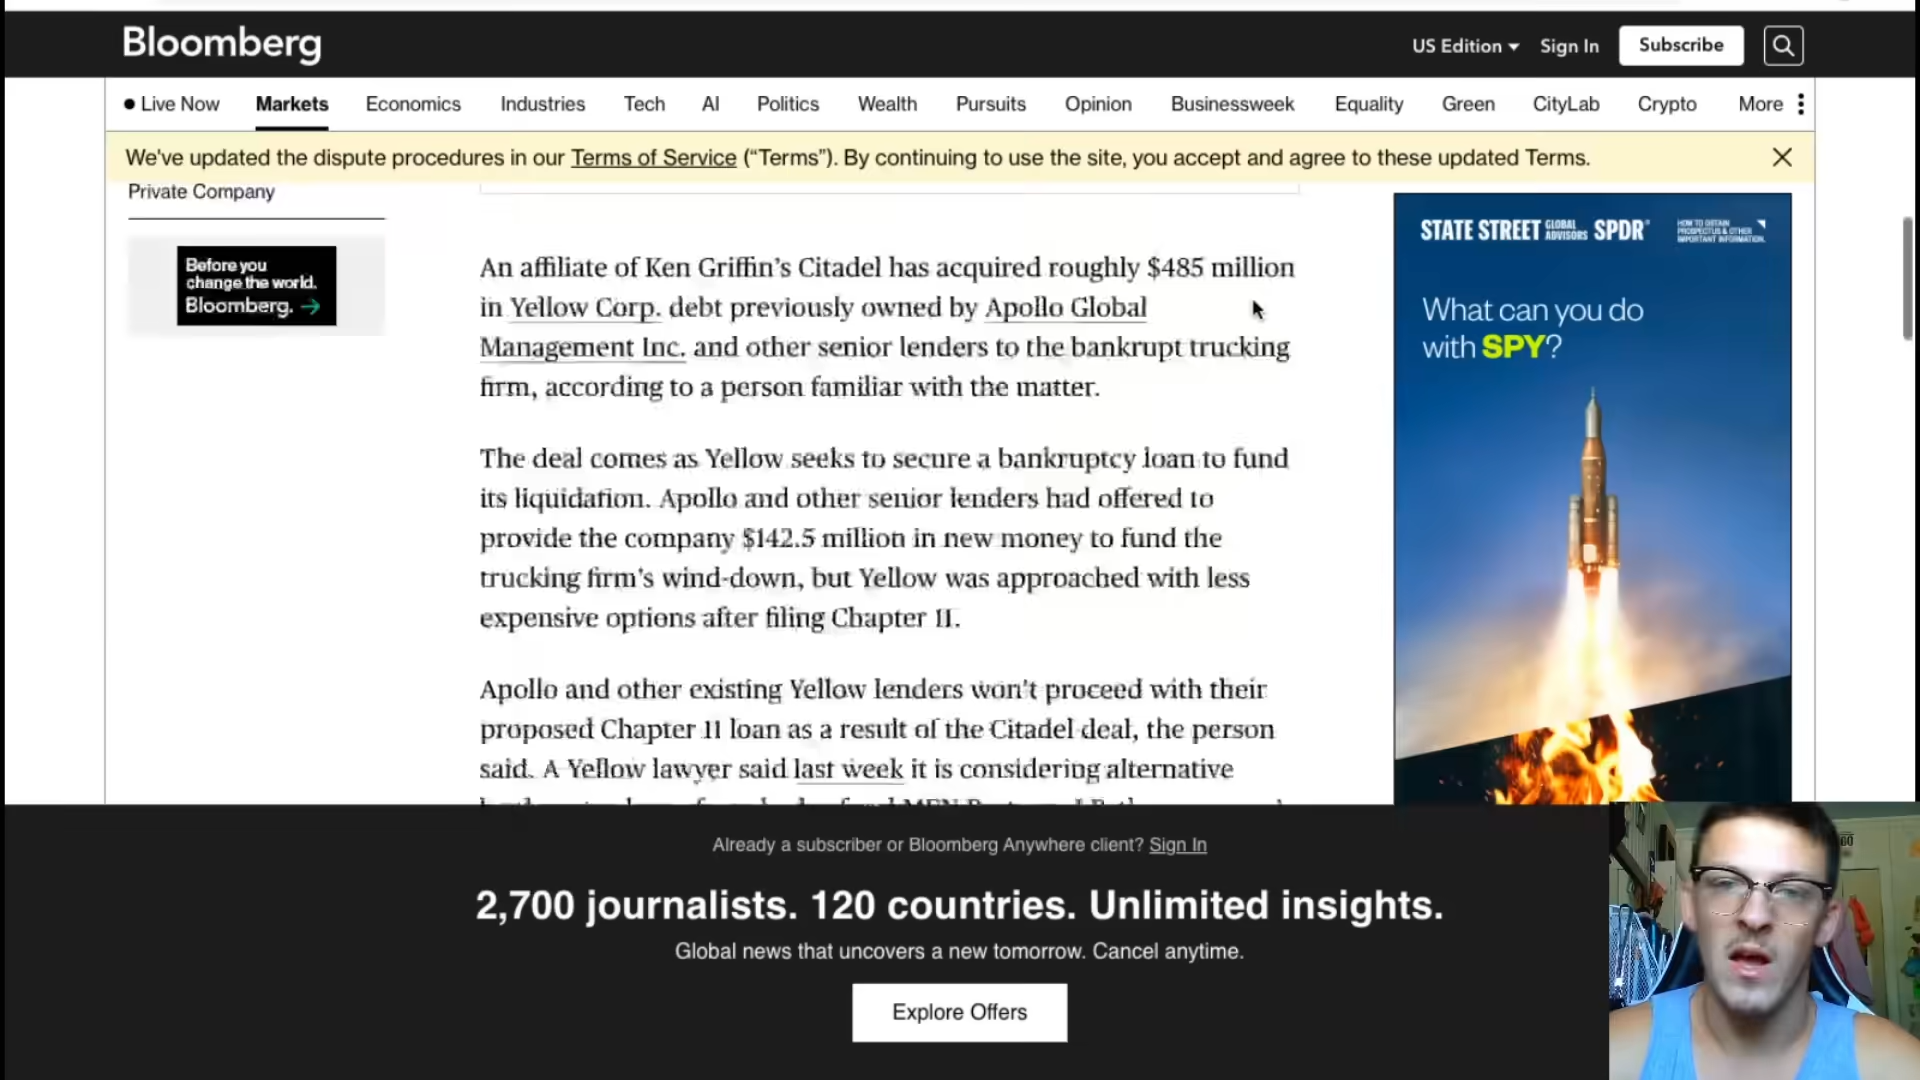 Bloomberg
US Edition Sign In Subscribe
Live Now Markets Economics Industries Tech AI Politics Wealth Pursuits Opinion Businessweek Equality Green CityLab Crypto More
We've updated the dispute procedures in our Terms of Service (“Terms”). By continuing to use the site, you accept and agree to these updated Terms.
Private Company
Before you
change the world.
Bloomberg.
An affiliate of Ken Griffin's Citadel has acquired roughly $485 million
in Yellow Corp. debt previously owned by Apollo Global
Management Inc. and other senior lenders to the bankrupt trucking
firm, according to a person familiar with the matter.
The deal comes as Yellow seeks to secure a bankruptcy loan to fund
its liquidation. Apollo and other senior lenders had offered to
provide the company $142.5 million in new money to fund the
trucking firm's wind-down, but Yellow was approached with less
expensive options after filing Chapter 11.
Apollo and other existing Yellow lenders won't proceed with their
proposed Chapter 11 loan as a result of the Citadel deal, the person
said. A Yellow lawyer said last week it is considering alternative
STATE STREET GLOBAL ADVISORS SPDR
HOW TO OBTAIN
PROSPECTUS & OTHER
IMPORTANT INFORMATION.
What can you do
with SPY?
Already a subscriber or Bloomberg Anywhere client? Sign In
2,700 journalists. 120 countries. Unlimited insights.
Global news that uncovers a new tomorrow. Cancel anytime.
Explore Offers